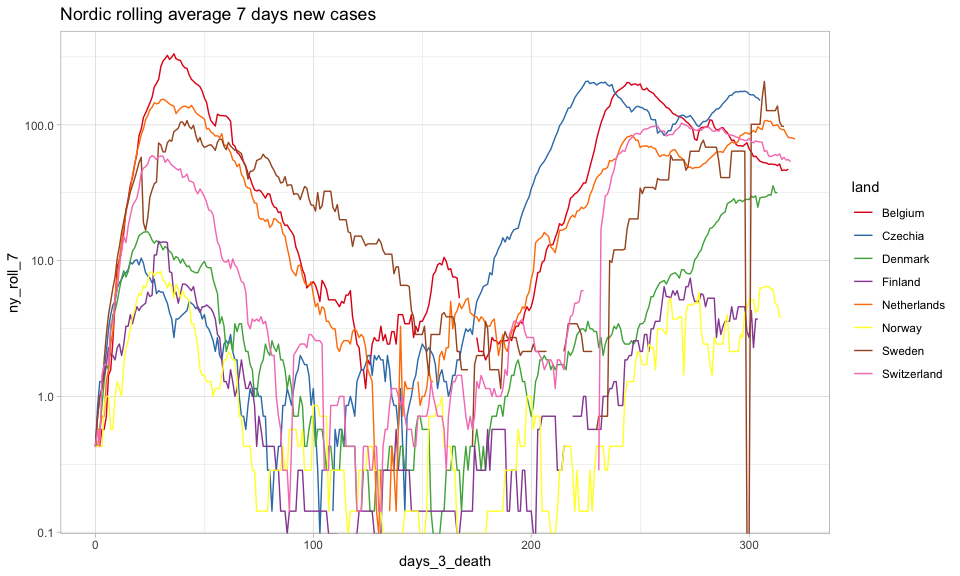 Nordic rolling average 7 days new cases
ny_roll_7
100.0
10.0
1.0
0.1
0
100
200
300
days_3_death
land
Belgium
Czechia
Denmark
Finland
Netherlands
Norway
Sweden
Switzerland